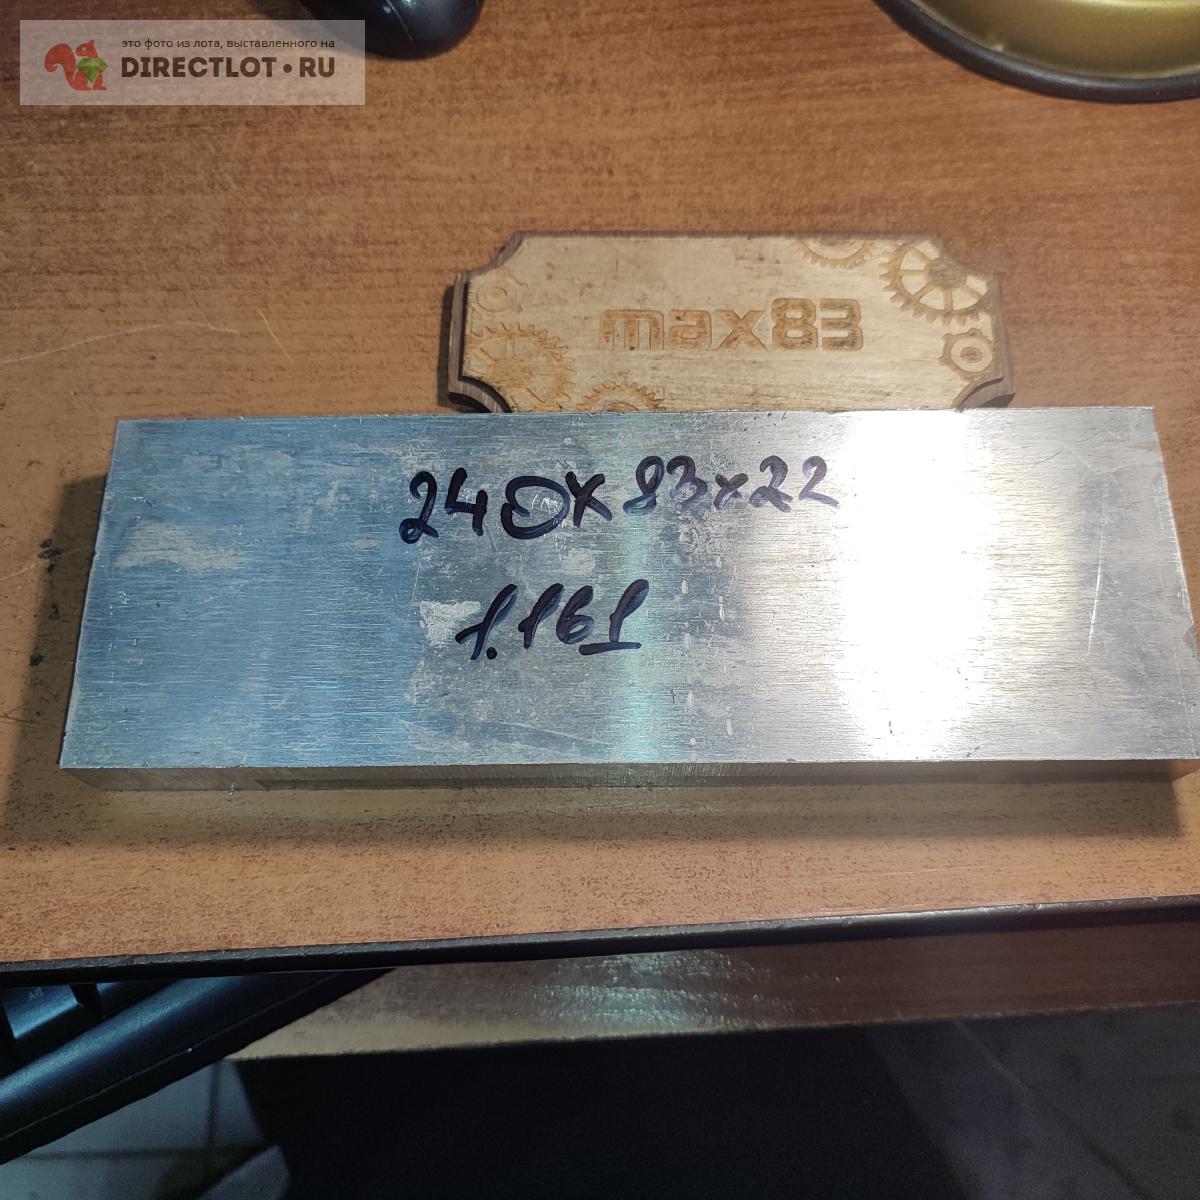 это фото из лота, выставленного на
DIRECTLOT•RU
max83
240x83x22
1.161